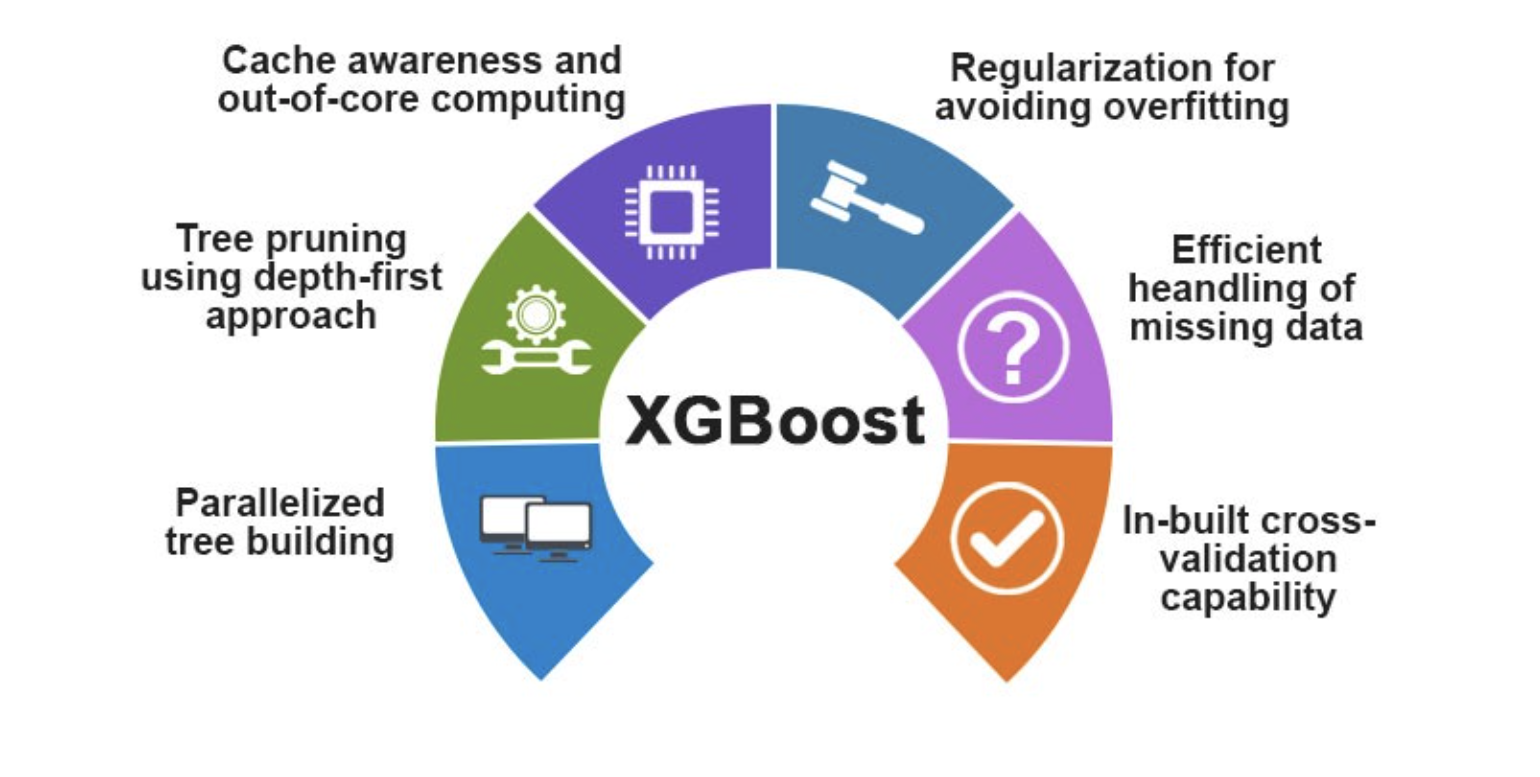 Cache awareness and
out-of-core computing
Regularization for
avoiding overfitting
Tree pruning
using depth-first
approach
Efficient
heandling of
missing data
XGBoost
Parallelized
tree building
In-built cross-
validation
capability